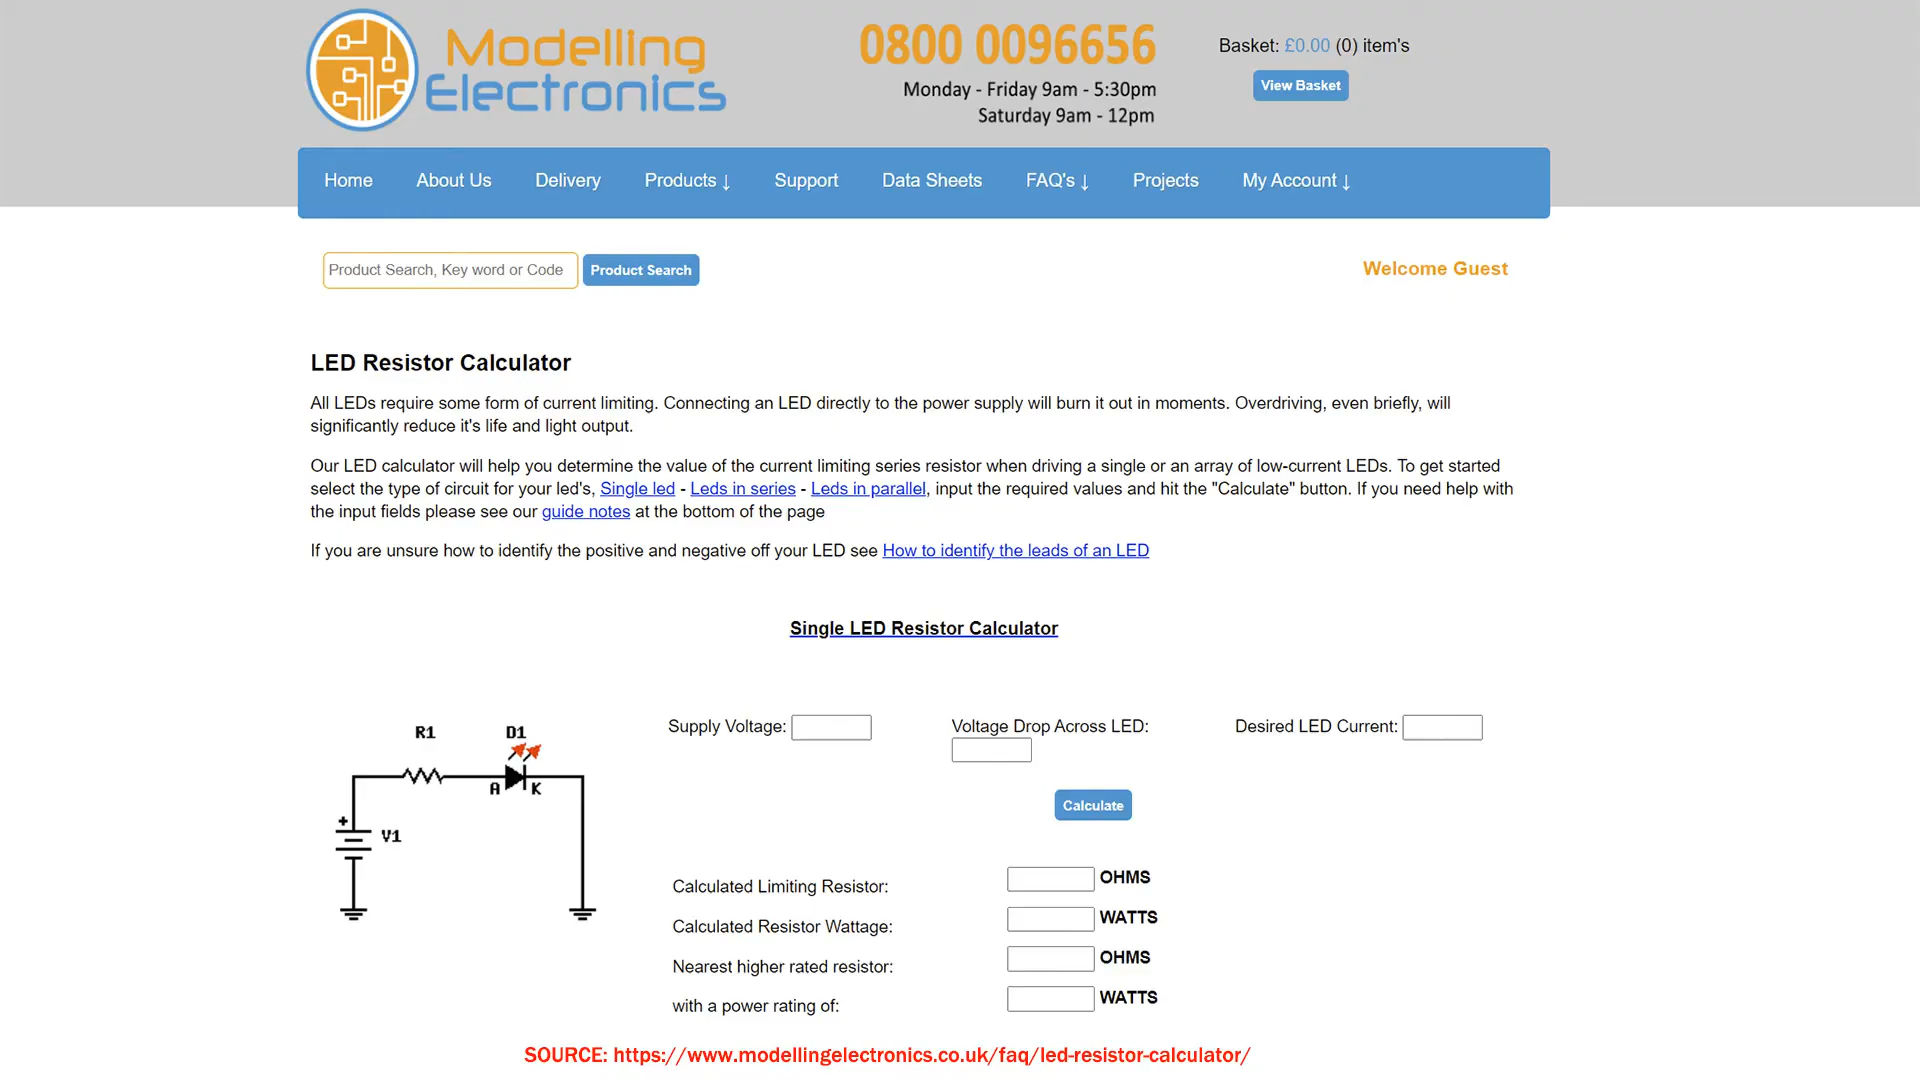 Modelling
Electronics
0800 0096656
Monday - Friday 9am - 5:30pm
Saturday 9am - 12pm
Basket: £0.00 (0) item's
View Basket
Home About Us Delivery Products ↓ Support Data Sheets FAQ's ↓ Projects My Account ↓
Product Search, Key word or Code Product Search
Welcome Guest
LED Resistor Calculator
All LEDs require some form of current limiting. Connecting an LED directly to the power supply will burn it out in moments. Overdriving, even briefly, will
significantly reduce it's life and light output.
Our LED calculator will help you determine the value of the current limiting series resistor when driving a single or an array of low-current LEDs. To get started
select the type of circuit for your led's, Single led - Leds in series - Leds in parallel, input the required values and hit the "Calculate" button. If you need help with
the input fields please see our guide notes at the bottom of the page
If you are unsure how to identify the positive and negative off your LED see How to identify the leads of an LED
Single LED Resistor Calculator
R1 D1
A K
+ V1
Supply Voltage: Voltage Drop Across LED: Desired LED Current:
Calculate
Calculated Limiting Resistor: OHMS
Calculated Resistor Wattage: WATTS
Nearest higher rated resistor: OHMS
with a power rating of: WATTS
SOURCE: https://www.modellingelectronics.co.uk/faq/led-resistor-calculator/